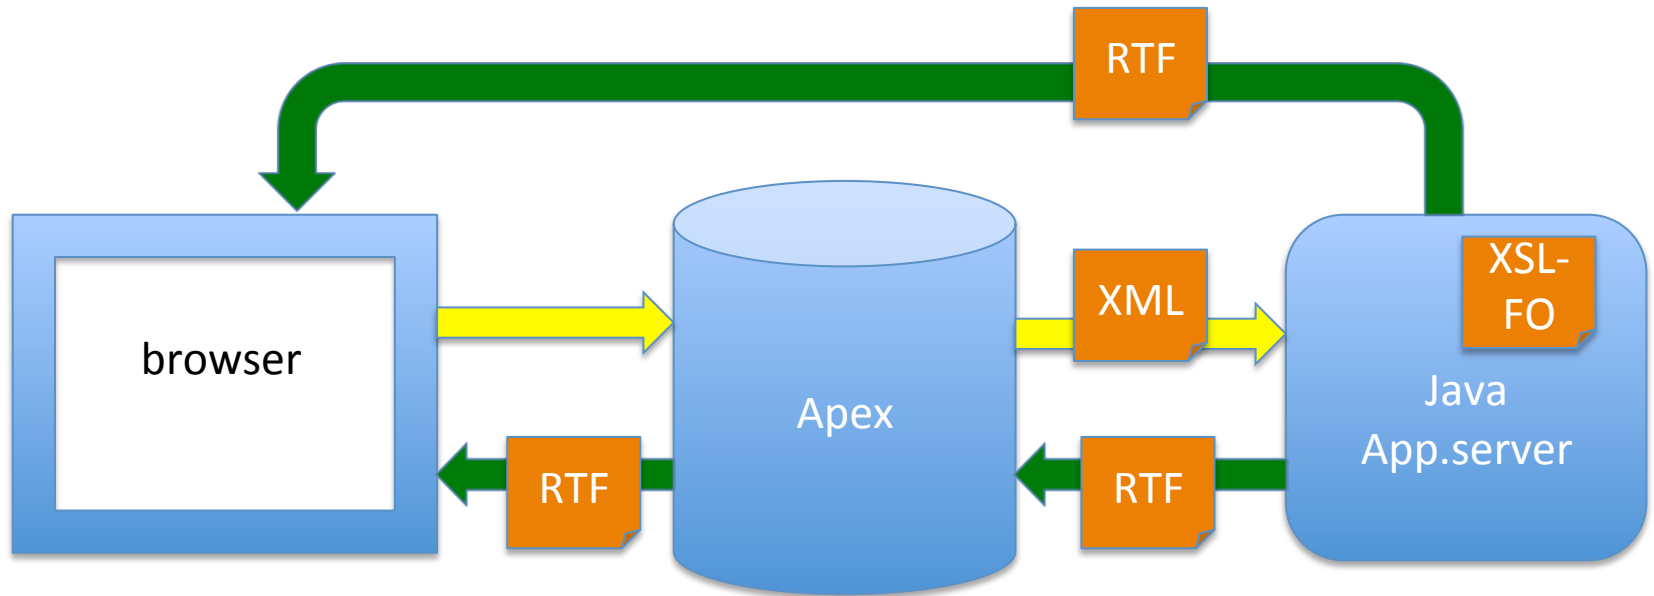 RTF
browser
Apex
XML
XSL-
FO
Java
App.server
RTF
RTF